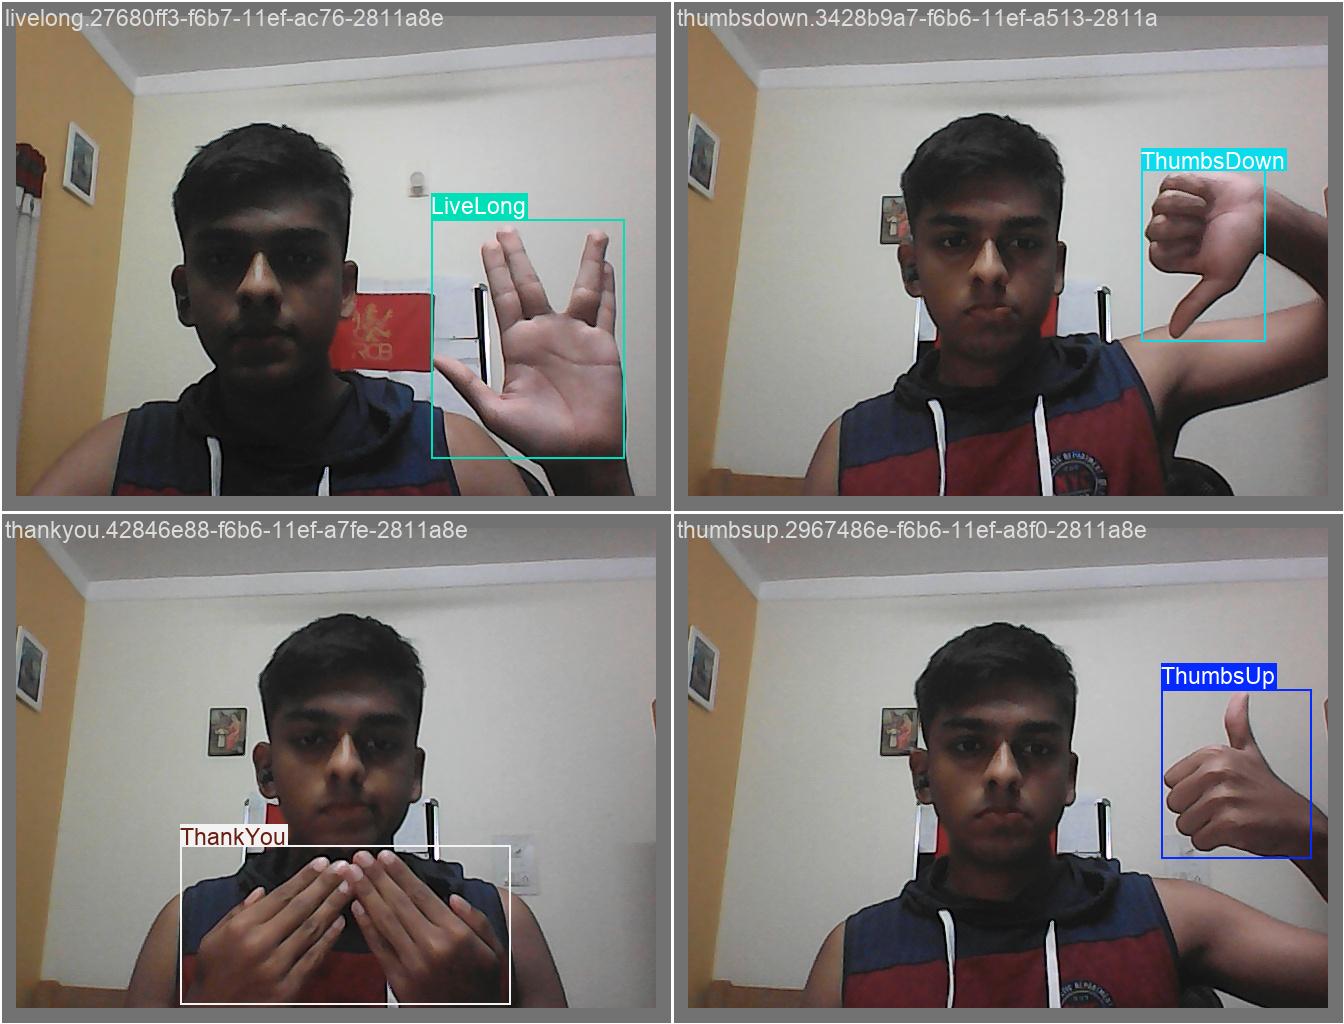 livelong.27680ff3-f6b7-11ef-ac76-2811a8e
LiveLong
RCB
thumbsdown.3428b9a7-f6b6-11ef-a513-2811a
ThumbsDown
thankyou.42846e88-f6b6-11ef-a7fe-2811a8e
ThankYou
thumbsup.2967486e-f6b6-11ef-a8f0-2811a8e
ThumbsUp